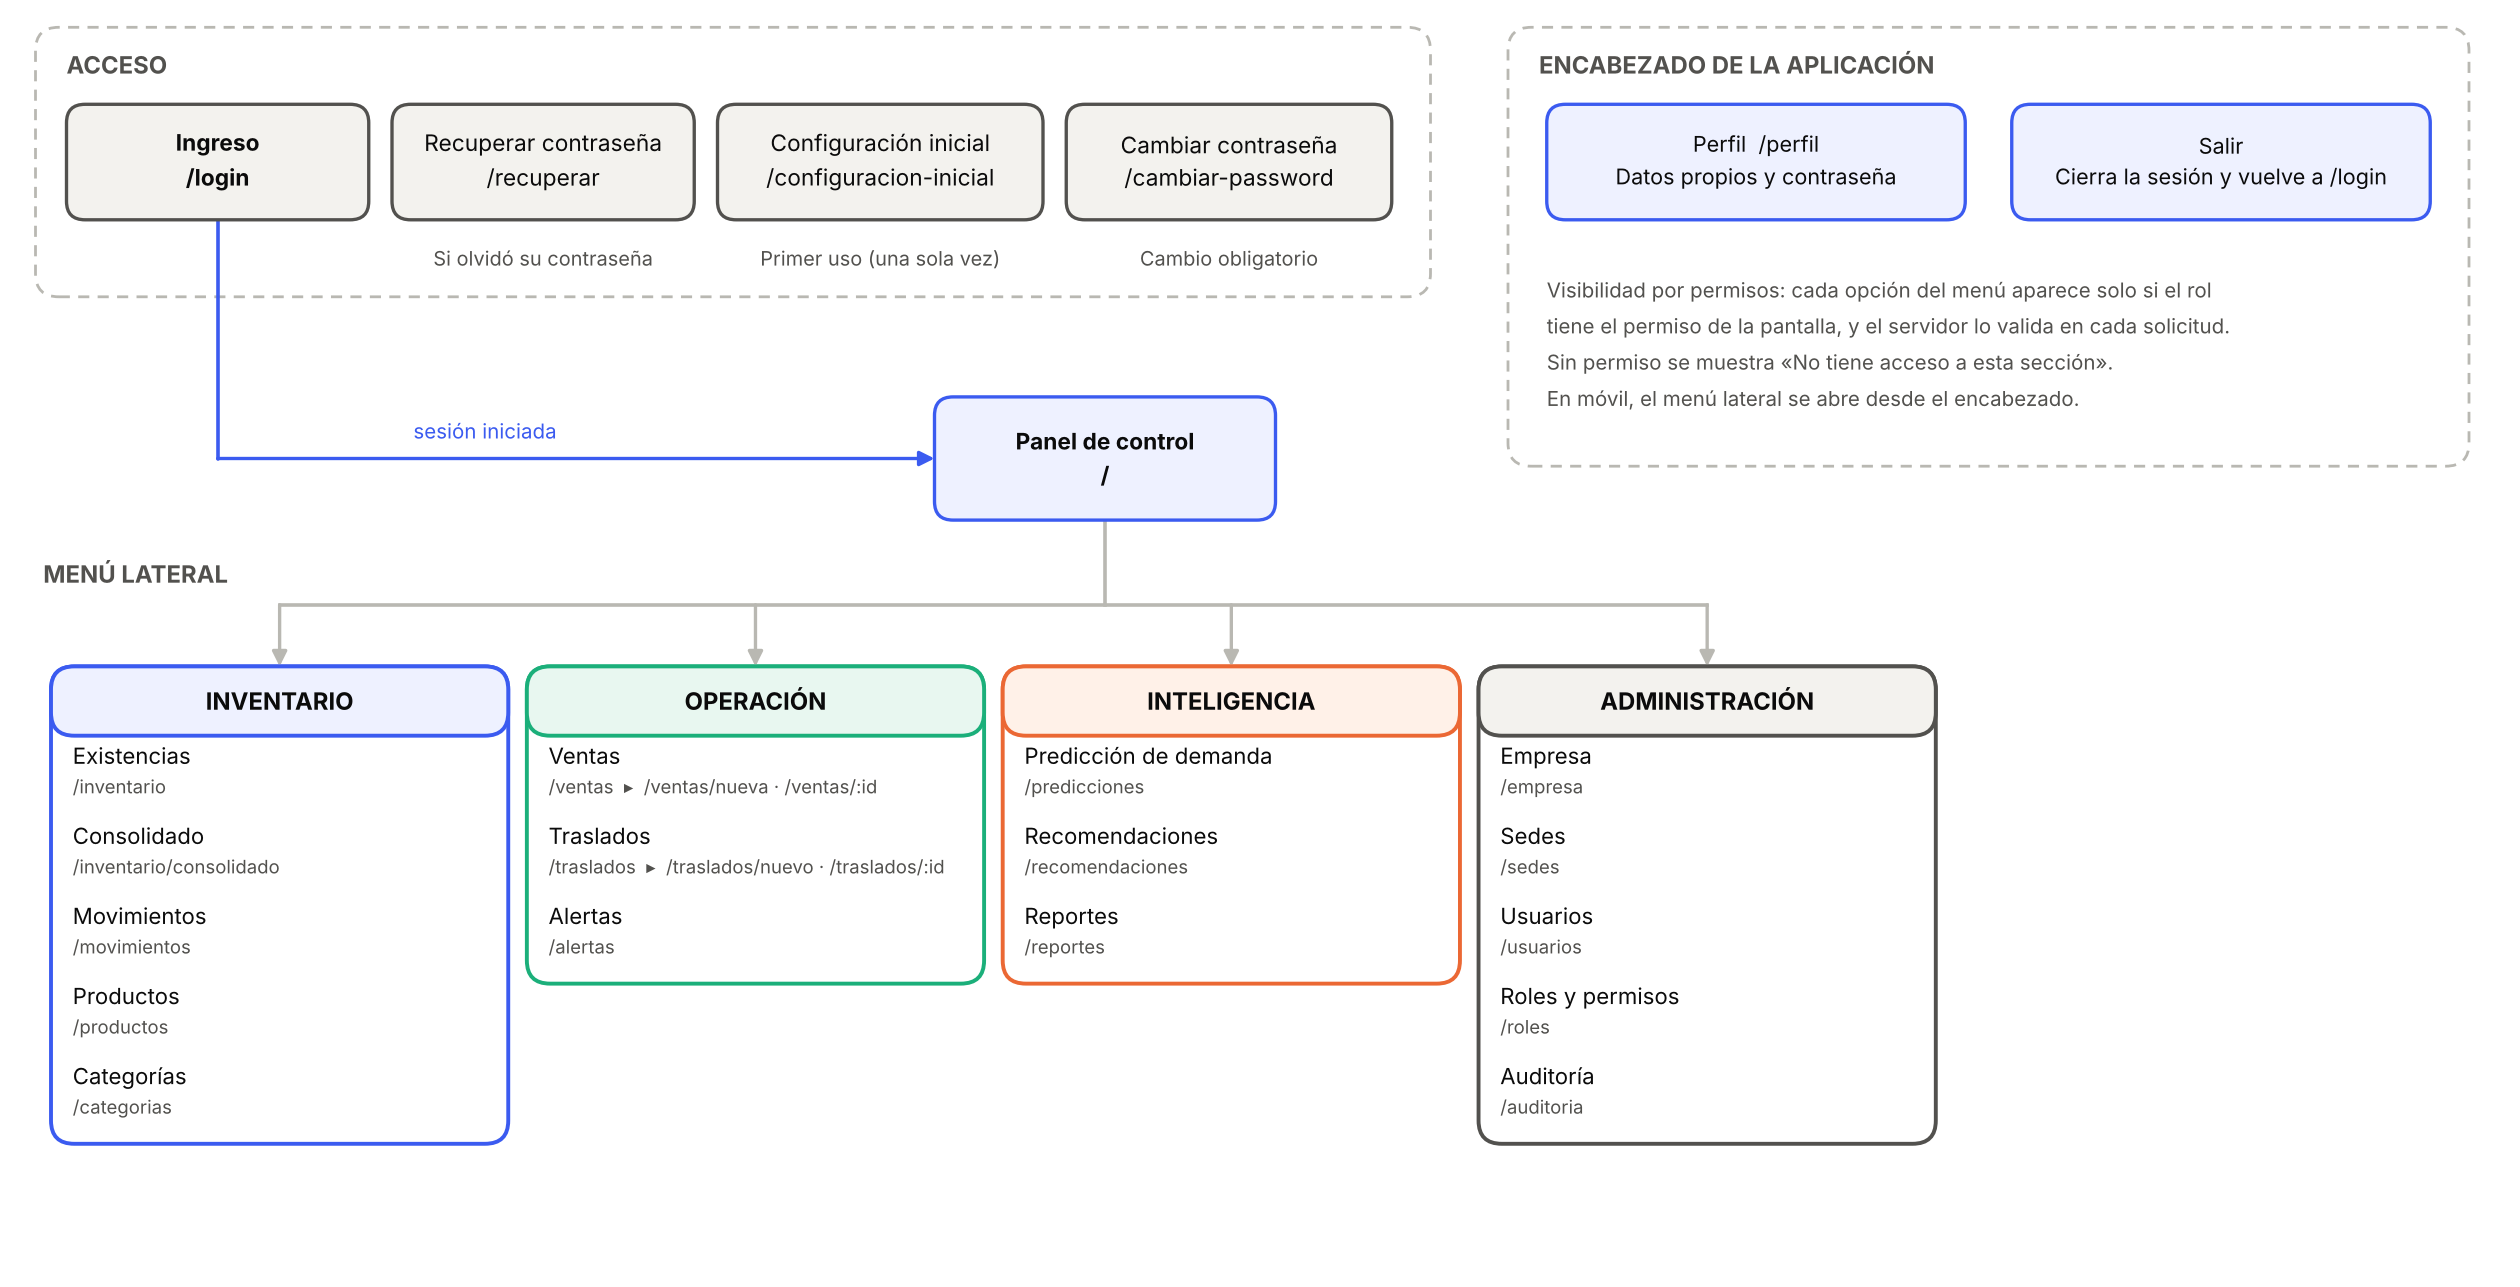 ACCESO
Ingreso
/login
Recuperar contraseña
/recuperar
Si olvidó su contraseña
Configuración inicial
/configuracion-inicial
Primer uso (una sola vez)
Cambiar contraseña
/cambiar-password
Cambio obligatorio
ENCABEZADO DE LA APLICACIÓN
Perfil /perfil
Datos propios y contraseña
Salir
Cierra la sesión y vuelve a /login
Visibilidad por permisos: cada opción del menú aparece solo si el rol
tiene el permiso de la pantalla, y el servidor lo valida en cada solicitud.
Sin permiso se muestra «No tiene acceso a esta sección».
En móvil, el menú lateral se abre desde el encabezado.
sesión iniciada
Panel de control
/
MENÚ LATERAL
INVENTARIO
Existencias
/inventario
Consolidado
/inventario/consolidado
Movimientos
/movimientos
Productos
/productos
Categorías
/categorias
OPERACIÓN
Ventas
/ventas ▸ /ventas/nueva · /ventas/:id
Traslados
/traslados ▸ /traslados/nuevo · /traslados/:id
Alertas
/alertas
INTELIGENCIA
Predicción de demanda
/predicciones
Recomendaciones
/recomendaciones
Reportes
/reportes
ADMINISTRACIÓN
Empresa
/empresa
Sedes
/sedes
Usuarios
/usuarios
Roles y permisos
/roles
Auditoría
/auditoria